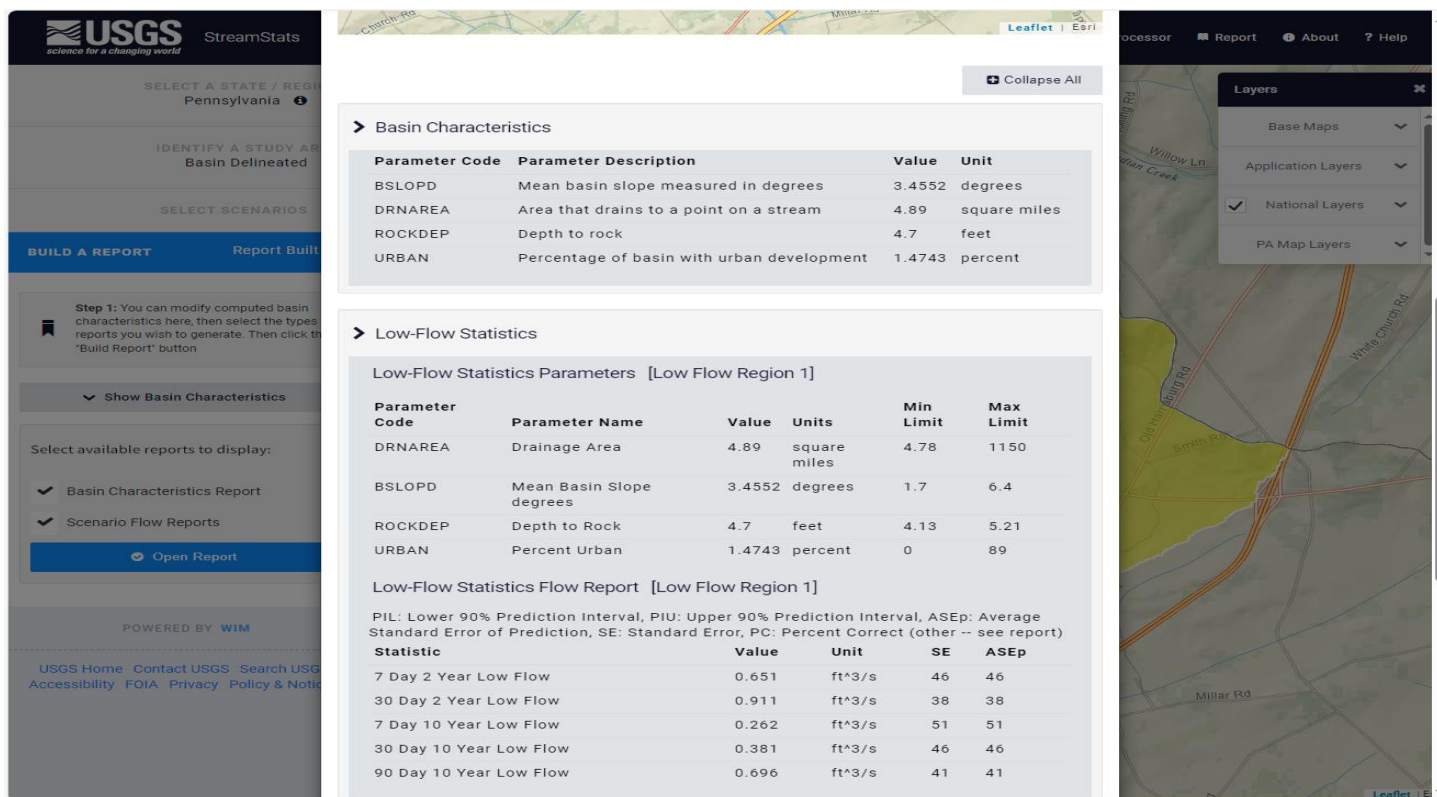 USGS
science for a changing world
StreamStats
Report
About
? Help
SELECT A STATE /
Pennsylvania
IDENTIFY A STUDY
Basin Delineated
SELECT SCENARIOS
BUILD A REPORT
Report Built
Step 1: You can modify computed basin
characteristics here, then select the types
reports you wish to generate. Then click
"Build Report" button
Show Basin Characteristics
Select available reports to display:
Basin Characteristics Report
Scenario Flow Reports
Open Report
POWERED BY WIM
USGS Home Contact USGS Search
Accessibility FOIA Privacy Policy &
Church Rd
Leaflet | Esri
Collapse All
Basin Characteristics
Parameter Code Parameter Description Value Unit
BSLOPD Mean basin slope measured in degrees 3.4552 degrees
DRNAREA Area that drains to a point on a stream 4.89 square miles
ROCKDEP Depth to rock 4.7 feet
URBAN Percentage of basin with urban development 1.4743 percent
Low-Flow Statistics
Low-Flow Statistics Parameters [Low Flow Region 1]
Parameter Code Parameter Name Value Units Min Limit Max Limit
DRNAREA Drainage Area 4.89 square miles 4.78 1150
BSLOPD Mean Basin Slope degrees 3.4552 degrees 1.7 6.4
ROCKDEP Depth to Rock 4.7 feet 4.13 5.21
URBAN Percent Urban 1.4743 percent 0 89
Low-Flow Statistics Flow Report [Low Flow Region 1]
PIL: Lower 90% Prediction Interval, PIU: Upper 90% Prediction Interval, ASEp: Average
Standard Error of Prediction, SE: Standard Error, PC: Percent Correct (other -- see report)
Statistic Value Unit SE ASEp
7 Day 2 Year Low Flow 0.651 ft^3/s 46 46
30 Day 2 Year Low Flow 0.911 ft^3/s 38 38
7 Day 10 Year Low Flow 0.262 ft^3/s 51 51
30 Day 10 Year Low Flow 0.381 ft^3/s 46 46
90 Day 10 Year Low Flow 0.696 ft^3/s 41 41
Layers
Base Maps
Application Layers
National Layers
PA Map Layers
Willow Ln
White Church Rd
Smith Rd
Millar Rd
Leaflet